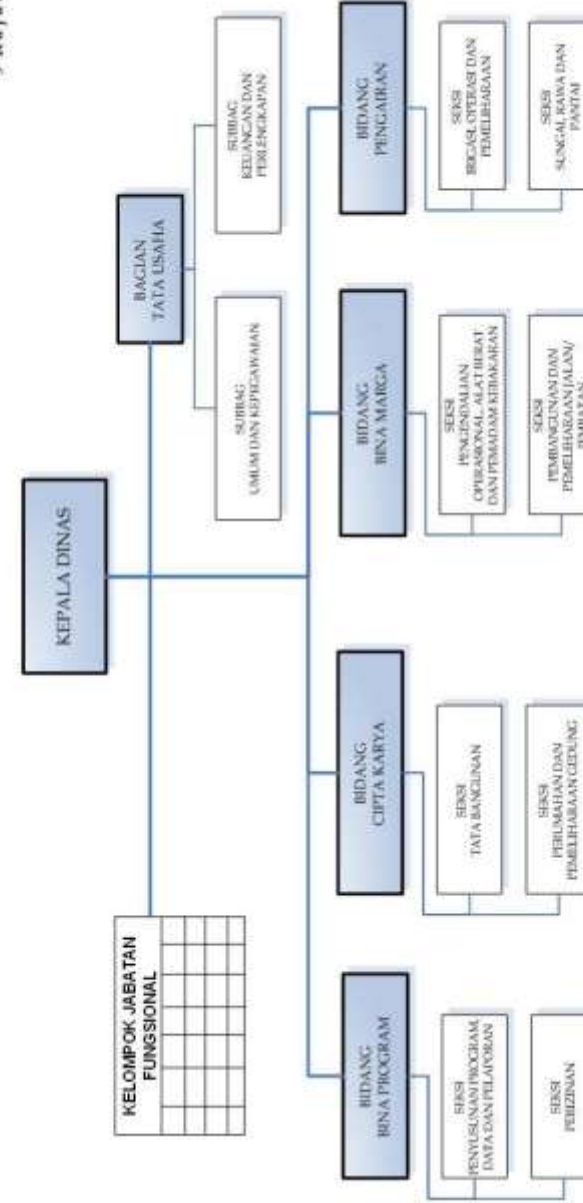 KEPALA DINAS
KELOMPOK JABATAN
FUNGSIONAL
BAGIAN
TATA USAHA
SUBBAG
UMUM DAN KEPEGAWAIAN
SUBBAG
KEUANGAN DAN
PERLENGKAPAN
BIDANG
BINA PROGRAM
BIDANG
CIPTA KARYA
BIDANG
BINA MARGA
BIDANG
PENGAIRAN
SEKSI
PENYUSUNAN PROGRAM,
DATA DAN PELAPORAN
SEKSI
TATA BANGUNAN
SEKSI
PENGENDALIAN
OPERASIONAL, ALAT BERAT
DAN PEMADAM KEBAKARAN
SEKSI
IRIGASI, OPERASI DAN
PEMELIHARAAN
SEKSI
PERIZINAN
SEKSI
PERUMAHAN DAN
PEMELIHARAAN GEDUNG
SEKSI
PEMBANGUNAN DAN
PEMELIHARAAN JALAN/
JEMBATAN
SEKSI
SUNGAI, RAWA DAN
PANTAI